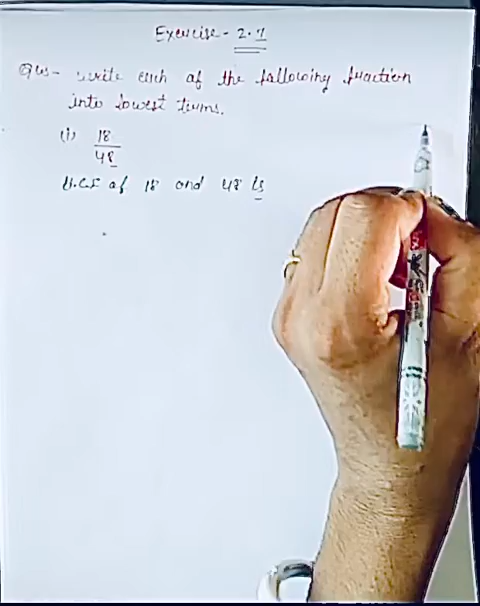 Exercise - 2.1
Qus - write each of the following fraction
into lowest terms.
(i) 18
48
H.C.F of 18 and 48 is